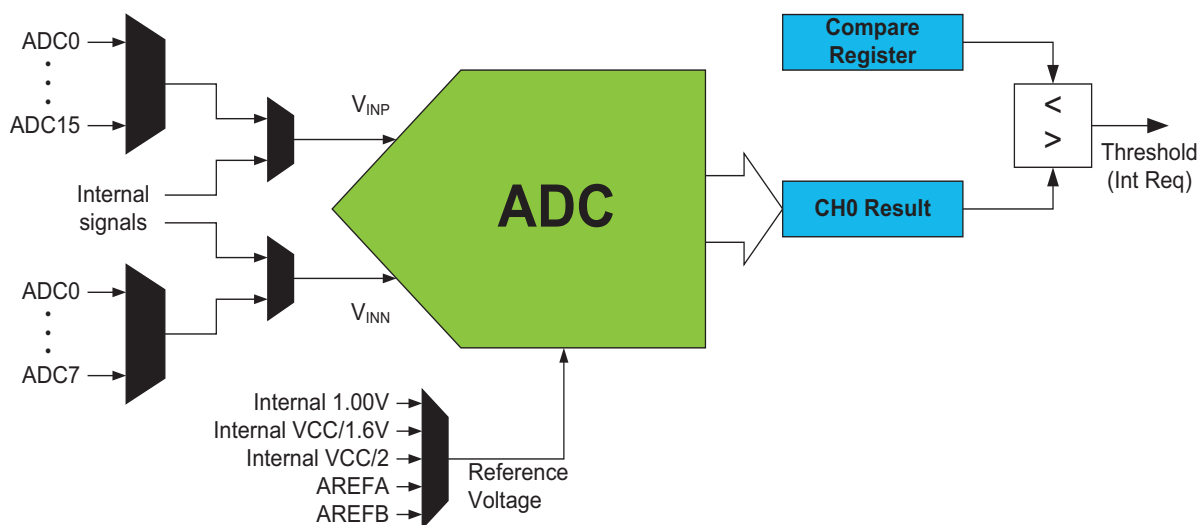 ADC0
ADC15
Internal
signals
ADC0
ADC7
VINP
VINN
ADC
Internal 1.00V
Internal VCC/1.6V
Internal VCC/2
AREFA
AREFB
Reference
Voltage
Compare
Register
CH0 Result
<
>
Threshold
(Int Req)